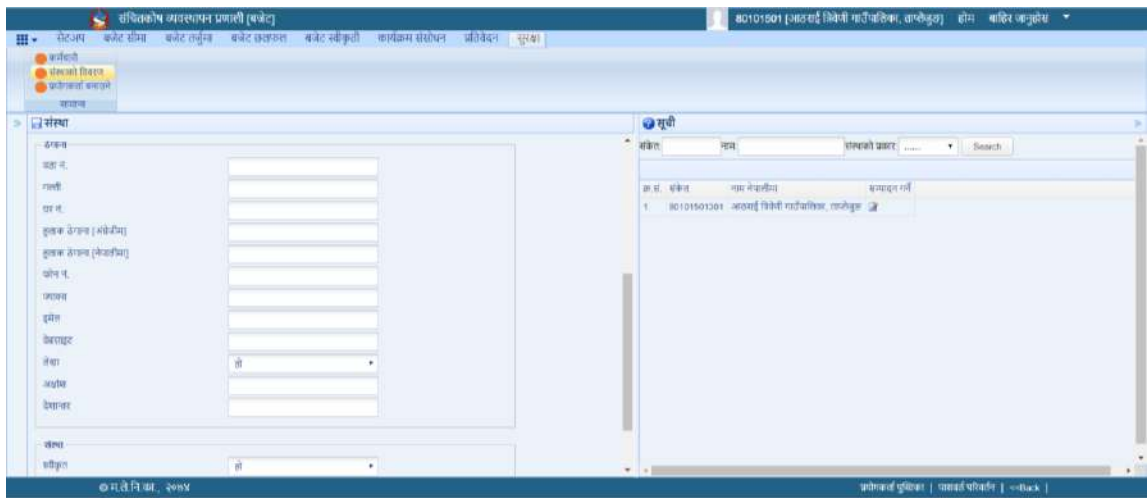 संचितकोष व्यवस्थापन प्रणाली [बजेट]
80101501 [आठराई त्रिवेणी गाउँपालिका, ताप्लेजुङ] होम बाहिर जानुहोस
सेटअप बजेट सीमा बजेट तर्जुमा बजेट छलफल बजेट स्वीकृती कार्यक्रम संसोधन प्रतिवेदन सुरक्षा
कर्मचारी
संस्थाको विवरण
प्रयोगकर्ता बनाउने
सामान्य
संस्था
ठेगाना
वडा नं.
गल्ली
घर नं.
हुलाक ठेगाना [अंग्रेजीमा]
हुलाक ठेगाना [नेपालीमा]
फोन नं.
फ्याक्स
इमेल
वेबसाइट
लेखा हो
अक्षांश
देशान्तर
संस्था
स्वीकृत हो
सूची
संकेत: नाम: संस्थाको प्रकार: ...... Search
क्र.सं. संकेत नाम नेपालीमा सम्पादन गर्ने
1 80101501301 आठराई त्रिवेणी गाउँपालिका, ताप्लेजुङ
© म.ले.नि.का., २०७४
प्रयोगकर्ता पुस्तिका | पासवर्ड परिवर्तन | <<Back |